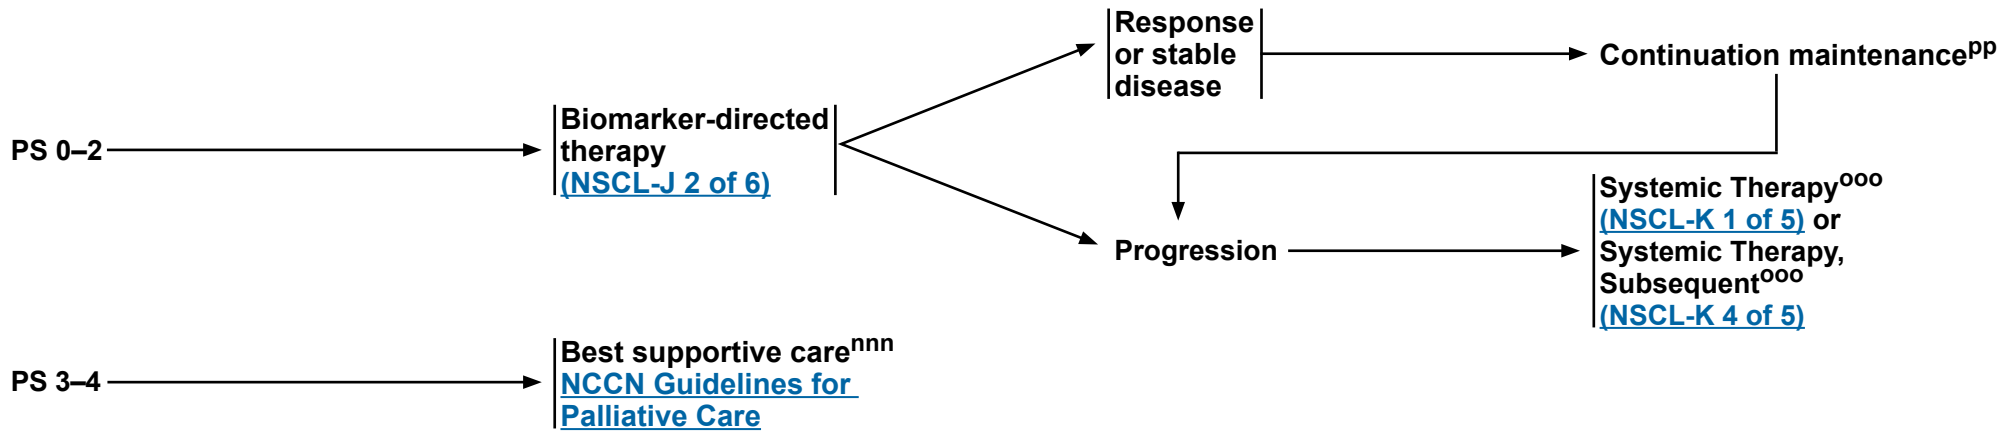 PS 0–2
Biomarker-directed
therapy
(NSCL-J 2 of 6)
Response
or stable
disease
Continuation maintenancepp
Progression
Systemic Therapyooo
(NSCL-K 1 of 5) or
Systemic Therapy,
Subsequentooo
(NSCL-K 4 of 5)
PS 3–4
Best supportive carennn
NCCN Guidelines for
Palliative Care